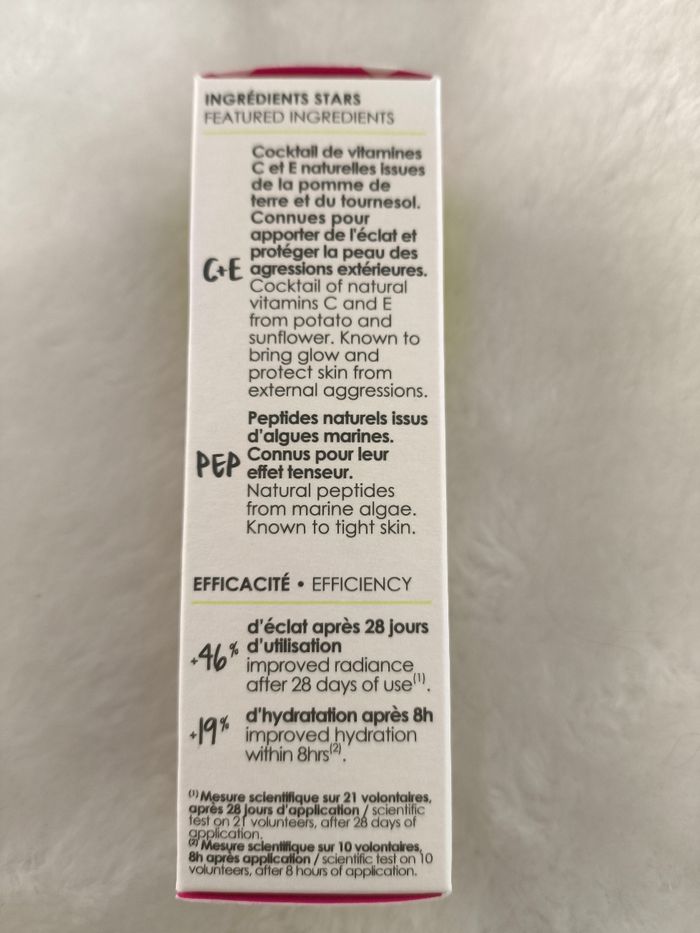 INGRÉDIENTS STARS
FEATURED INGREDIENTS
Cocktail de vitamines
C et E naturelles issues
de la pomme de
terre et du tournesol.
Connues pour
apporter de l'éclat et
protéger la peau des
C+E agressions extérieures.
Cocktail of natural
vitamins C and E
from potato and
sunflower. Known to
bring glow and
protect skin from
external aggressions.
Peptides naturels issus
d'algues marines.
PEP Connus pour leur
effet tenseur.
Natural peptides
from marine algae.
Known to tight skin.
EFFICACITÉ • EFFICIENCY
d'éclat après 28 jours
+46% d'utilisation
improved radiance
after 28 days of use(1).
+19% d'hydratation après 8h
improved hydration
within 8hrs(2).
(1) Mesure scientifique sur 21 volontaires,
après 28 jours d'application / scientific
test on 21 volunteers, after 28 days of
application.
(2) Mesure scientifique sur 10 volontaires,
8h après application / scientific test on 10
volunteers, after 8 hours of application.